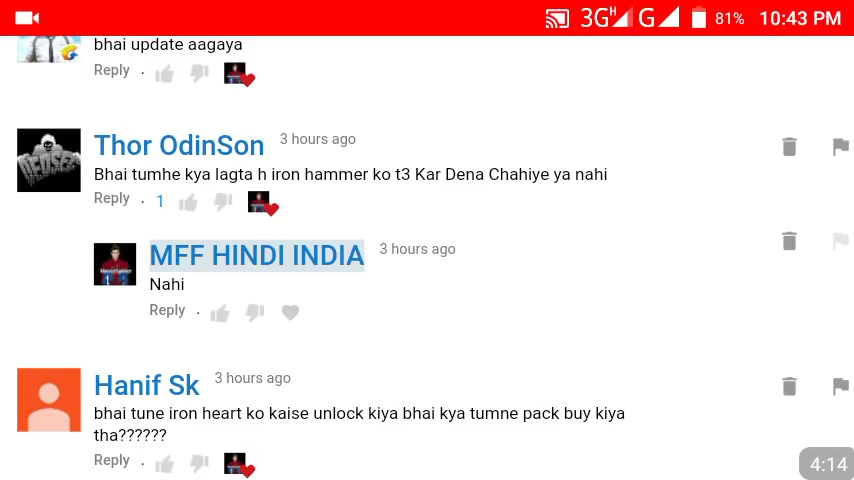 3G H G 81% 10:43 PM
bhai update aagaya
Reply .
Thor OdinSon 3 hours ago
Bhai tumhe kya lagta h iron hammer ko t3 Kar Dena Chahiye ya nahi
Reply . 1
MFF HINDI INDIA 3 hours ago
Nahi
Reply .
Hanif Sk 3 hours ago
bhai tune iron heart ko kaise unlock kiya bhai kya tumne pack buy kiya
tha??????
Reply .
4:14